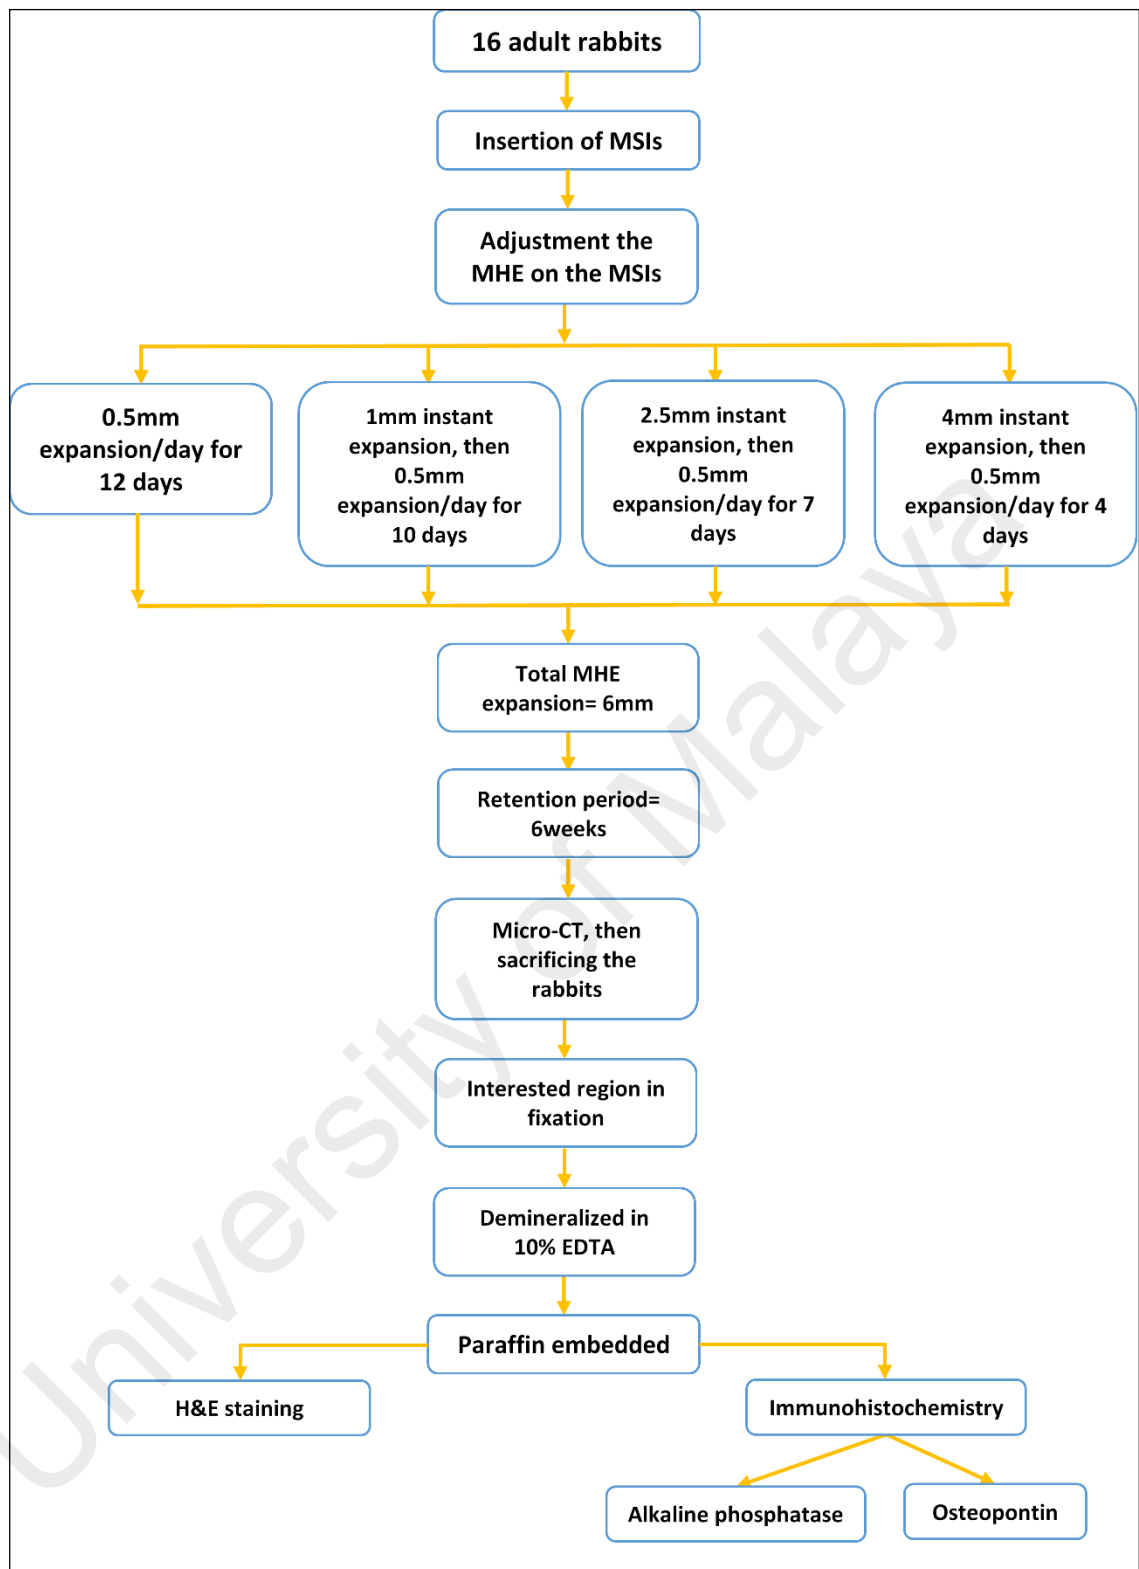 16 adult rabbits
Insertion of MSIs
Adjustment the
MHE on the MSIs
0.5mm
expansion/day for
12 days
1mm instant
expansion, then
0.5mm
expansion/day for
10 days
2.5mm instant
expansion, then
0.5mm
expansion/day for 7
days
4mm instant
expansion, then
0.5mm
expansion/day for 4
days
Total MHE
expansion= 6mm
Retention period=
6weeks
Micro-CT, then
sacrificing the
rabbits
Interested region in
fixation
Demineralized in
10% EDTA
Paraffin embedded
H&E staining
Immunohistochemistry
Alkaline phosphatase
Osteopontin
University of Malaya